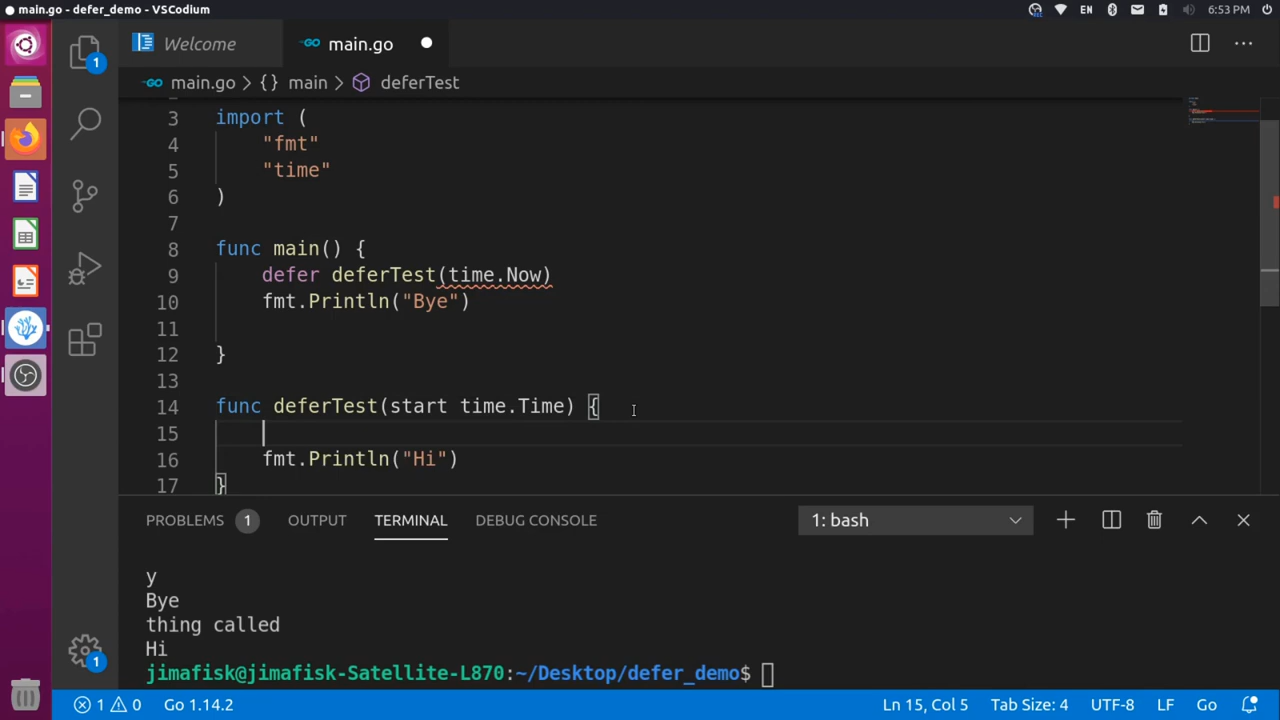 main.go - defer_demo - VSCodium
EN
6:53 PM
Welcome
main.go
main.go > {} main > deferTest
3 import (
4 "fmt"
5 "time"
6 )
7
8 func main() {
9 defer deferTest(time.Now)
10 fmt.Println("Bye")
11
12 }
13
14 func deferTest(start time.Time) {
15
16 fmt.Println("Hi")
17 }
PROBLEMS 1 OUTPUT TERMINAL DEBUG CONSOLE 1: bash
y
Bye
thing called
Hi
jimafisk@jimafisk-Satellite-L870:~/Desktop/defer_demo$
1
1
1 0 Go 1.14.2 Ln 15, Col 5 Tab Size: 4 UTF-8 LF Go